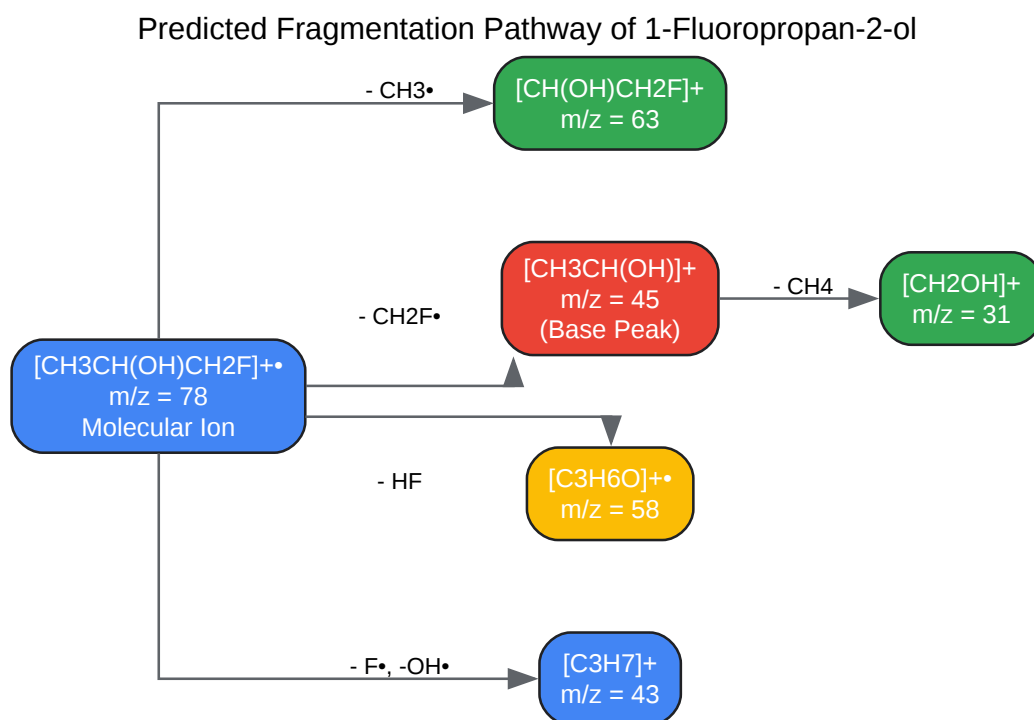 Predicted Fragmentation Pathway of 1-Fluoropropan-2-ol
- CH3•
[CH(OH)CH2F]+
m/z = 63
[CH3CH(OH)]+
m/z = 45
(Base Peak)
- CH4
[CH2OH]+
m/z = 31
- CH2F•
[CH3CH(OH)CH2F]+•
m/z = 78
Molecular Ion
- HF
[C3H6O]+•
m/z = 58
- F•, -OH•
[C3H7]+
m/z = 43